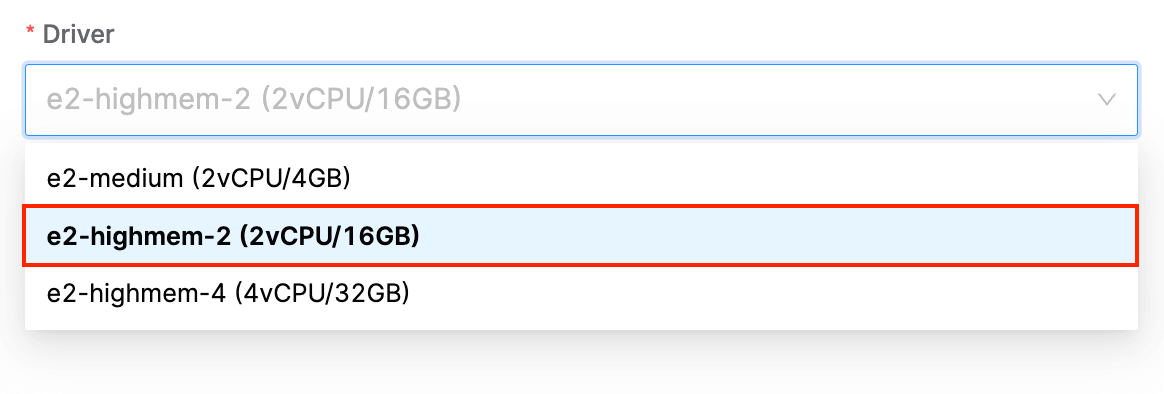 * Driver
e2-highmem-2 (2vCPU/16GB)
e2-medium (2vCPU/4GB)
e2-highmem-2 (2vCPU/16GB)
e2-highmem-4 (4vCPU/32GB)